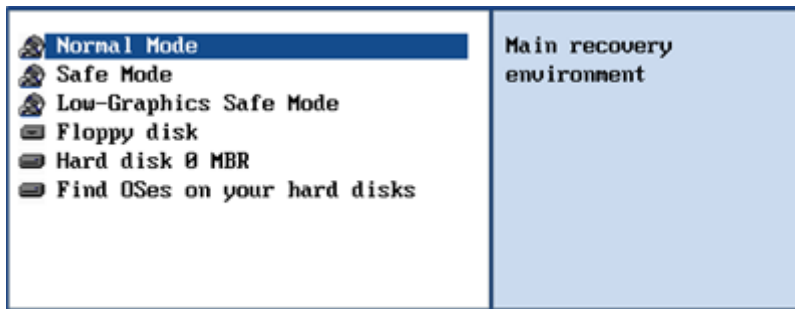 Normal Mode
Safe Mode
Low-Graphics Safe Mode
Floppy disk
Hard disk 0 MBR
Find OSes on your hard disks
Main recovery
environment